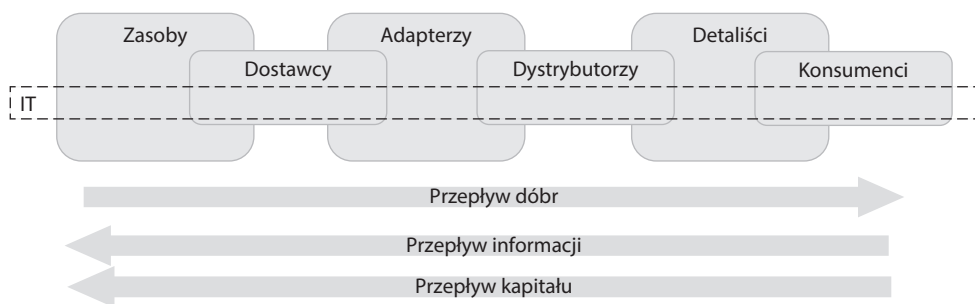 Zasoby
Adapterzy
Detaliści
Dostawcy
Dystrybutorzy
Konsumenci
IT
Przepływ dóbr
Przepływ informacji
Przepływ kapitału